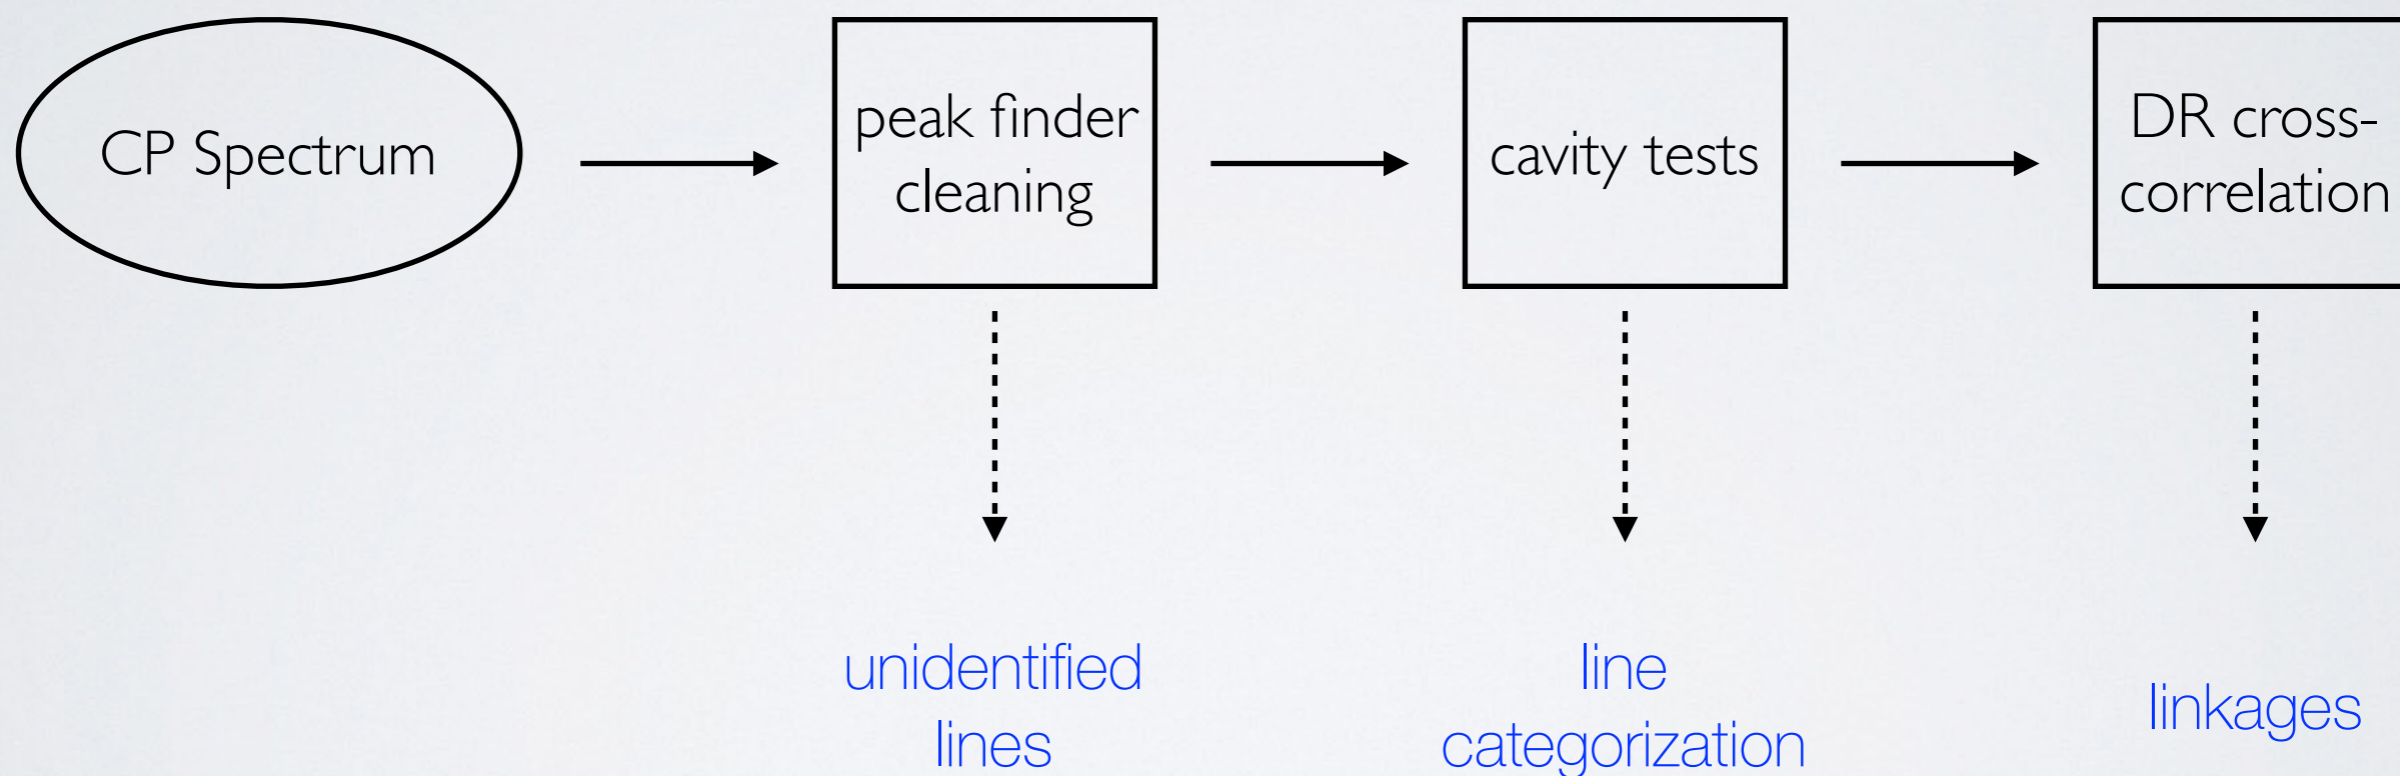 CP Spectrum
peak finder
cleaning
cavity tests
DR cross-
correlation
unidentified
lines
line
categorization
linkages